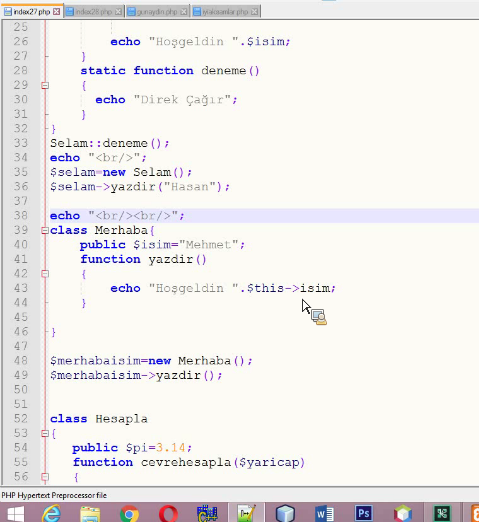 index27.php index28.php gunaydin.php iyiaksamlar.php
25
26 echo "Hoşgeldin ".$isim;
27 }
28 static function deneme()
29 {
30 echo "Direk Çağır";
31 }
32 }
33 Selam::deneme();
34 echo "<br/>";
35 $selam=new Selam();
36 $selam->yazdir("Hasan");
37
38 echo "<br/><br/>";
39 class Merhaba{
40 public $isim="Mehmet";
41 function yazdir()
42 {
43 echo "Hoşgeldin ".$this->isim;
44 }
45
46 }
47
48 $merhabaisim=new Merhaba();
49 $merhabaisim->yazdir();
50
51
52 class Hesapla
53 {
54 public $pi=3.14;
55 function cevrehesapla($yaricap)
56 {
PHP Hypertext Preprocessor file
Ps